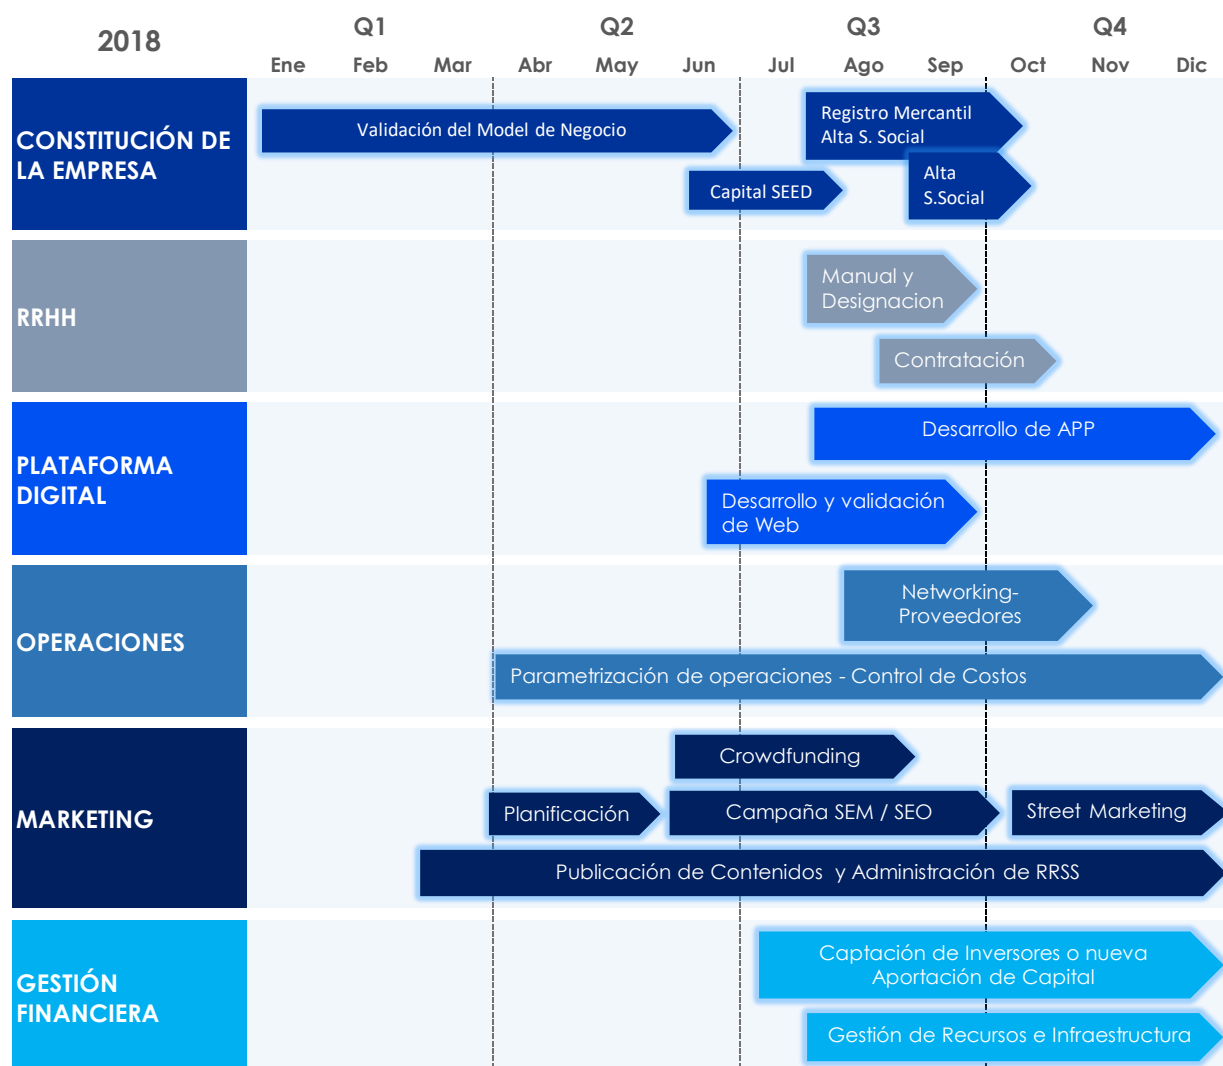 2018
Q1
Q2
Q3
Q4
Ene
Feb
Mar
Abr
May
Jun
Jul
Ago
Sep
Oct
Nov
Dic
CONSTITUCIÓN DE
LA EMPRESA
Validación del Model de Negocio
Registro Mercantil
Alta S. Social
Capital SEED
Alta
S.Social
RRHH
Manual y
Designacion
Contratación
PLATAFORMA
DIGITAL
Desarrollo de APP
Desarrollo y validación
de Web
OPERACIONES
Networking-
Proveedores
Parametrización de operaciones - Control de Costos
MARKETING
Crowdfunding
Planificación
Campaña SEM / SEO
Street Marketing
Publicación de Contenidos y Administración de RRSS
GESTIÓN
FINANCIERA
Captación de Inversores o nueva
Aportación de Capital
Gestión de Recursos e Infraestructura